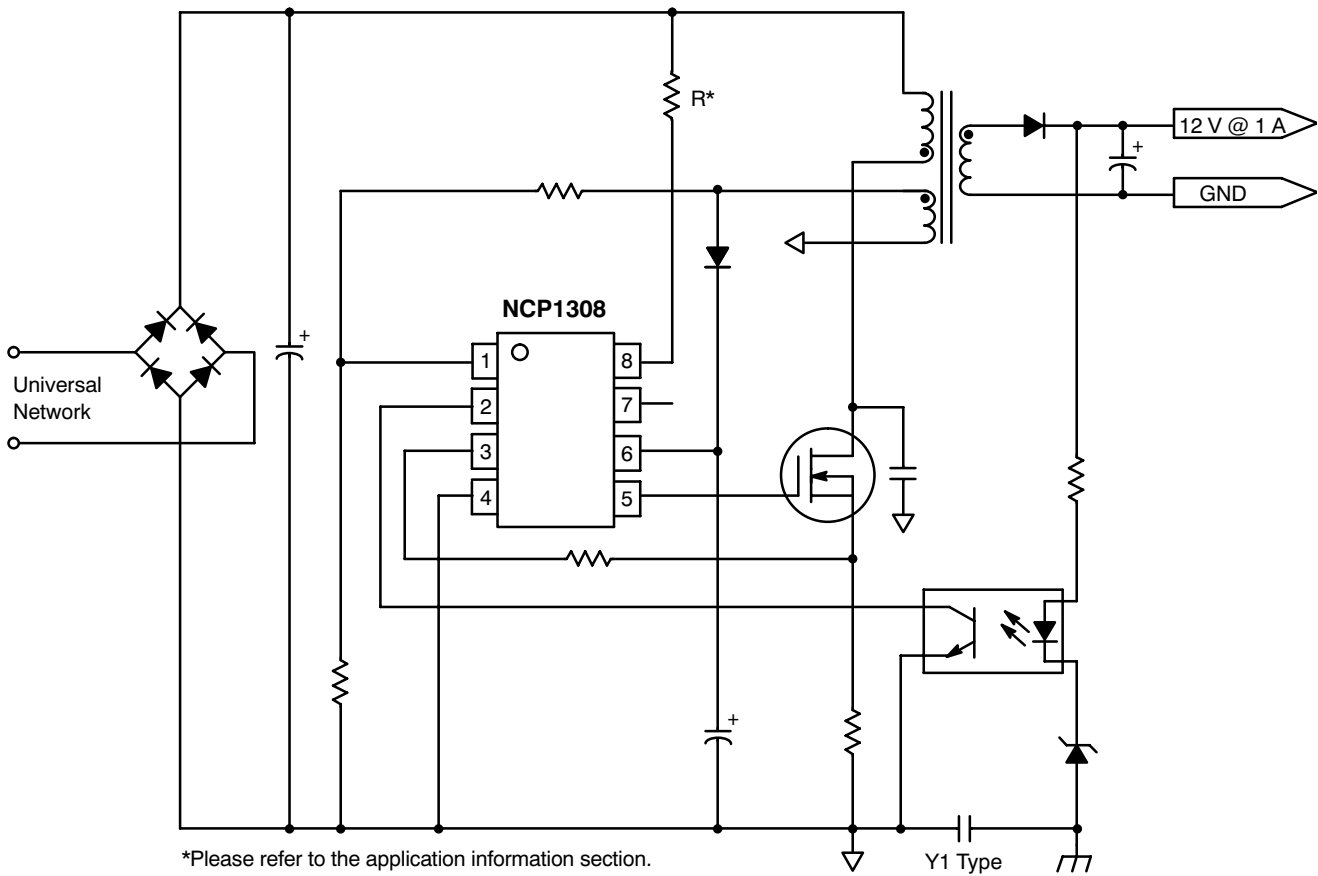 R*
+
12 V @ 1 A
GND
NCP1308
+
Universal
Network
1
8
2
7
3
6
4
5
+
*Please refer to the application information section.
Y1 Type
+